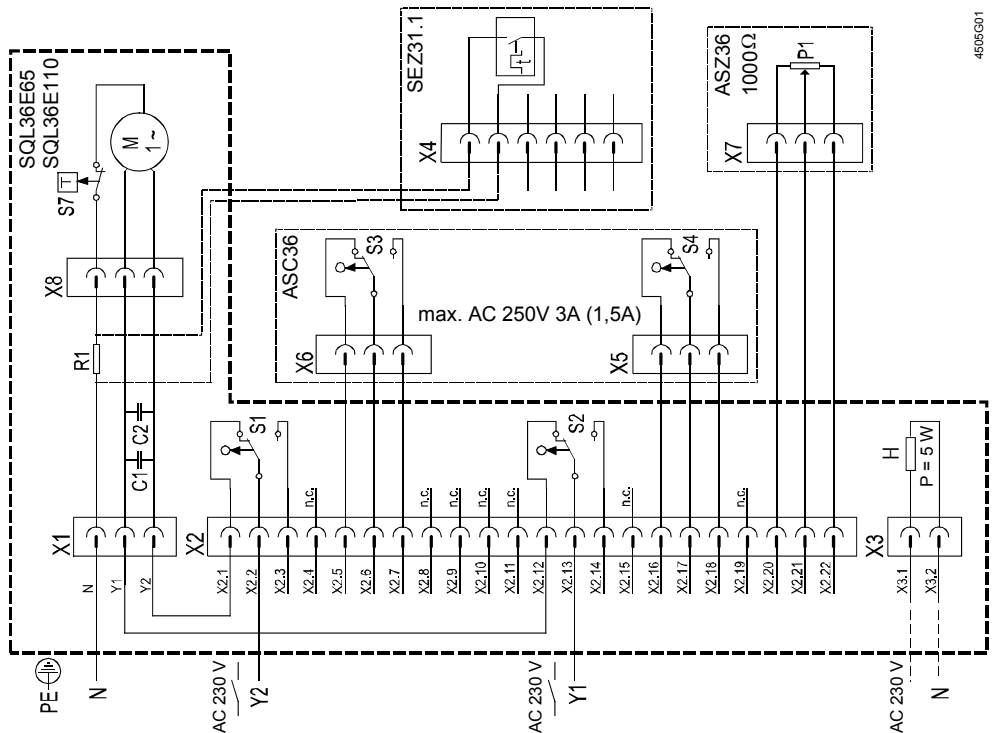 4505G01
SQL36E65
SQL36E110
M
1~
S7
T
X8
R1
C1
C2
X1
N
Y1
Y2
SEZ31.1
t
X4
ASZ36
1000Ω
P1
X7
ASC36
S3
S4
max. AC 250V 3A (1,5A)
X6
X5
S1
S2
H
P = 5 W
n.c.
n.c.
n.c.
n.c.
n.c.
n.c.
n.c.
X2
X3
X2.1
X2.2
X2.3
X2.4
X2.5
X2.6
X2.7
X2.8
X2.9
X2.10
X2.11
X2.12
X2.13
X2.14
X2.15
X2.16
X2.17
X2.18
X2.19
X2.20
X2.21
X2.22
X3.1
X3.2
PE
N
AC 230 V
Y2
AC 230 V
Y1
AC 230 V
N